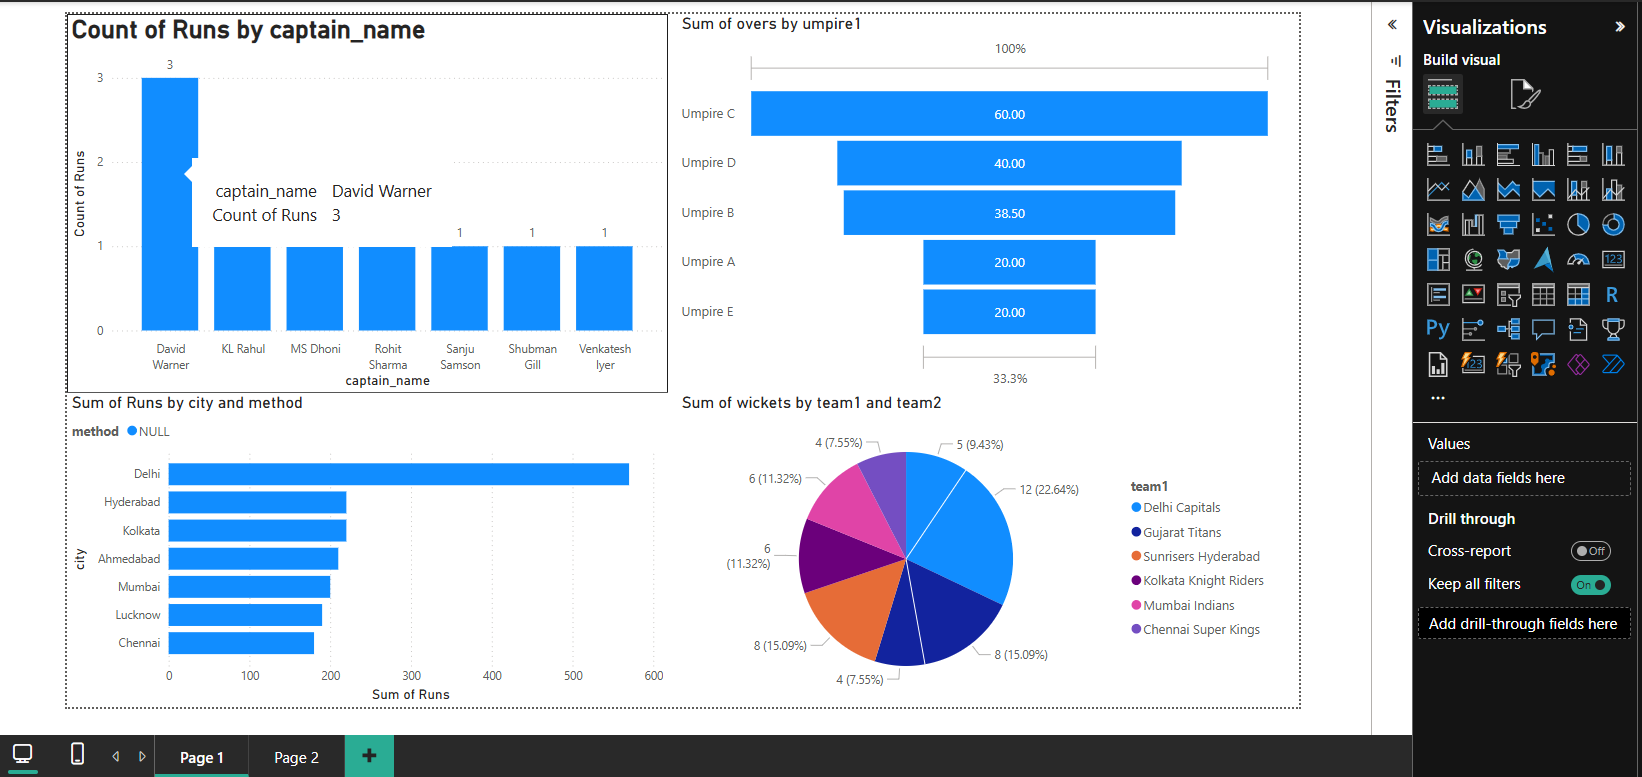 Count of Runs by captain_name
3
3
2
1
0
Count of Runs
captain_name David Warner
Count of Runs 3
1
1
1
David
Warner
KL Rahul
MS Dhoni
Rohit
Sharma
Sanju
Samson
Shubman
Gill
Venkatesh
Iyer
captain_name
Sum of overs by umpire1
100%
Umpire C
60.00
Umpire D
40.00
Umpire B
38.50
Umpire A
20.00
Umpire E
20.00
33.3%
Sum of Runs by city and method
method NULL
city
Delhi
Hyderabad
Kolkata
Ahmedabad
Mumbai
Lucknow
Chennai
0 100 200 300 400 500 600
Sum of Runs
Sum of wickets by team1 and team2
4 (7.55%)
5 (9.43%)
6 (11.32%)
12 (22.64%)
6
(11.32%)
8 (15.09%)
8 (15.09%)
4 (7.55%)
team1
Delhi Capitals
Gujarat Titans
Sunrisers Hyderabad
Kolkata Knight Riders
Mumbai Indians
Chennai Super Kings
Filters
Visualizations
Build visual
123
R
Py
123
...
Values
Add data fields here
Drill through
Cross-report
Off
Keep all filters
On
Add drill-through fields here
Page 1
Page 2
+